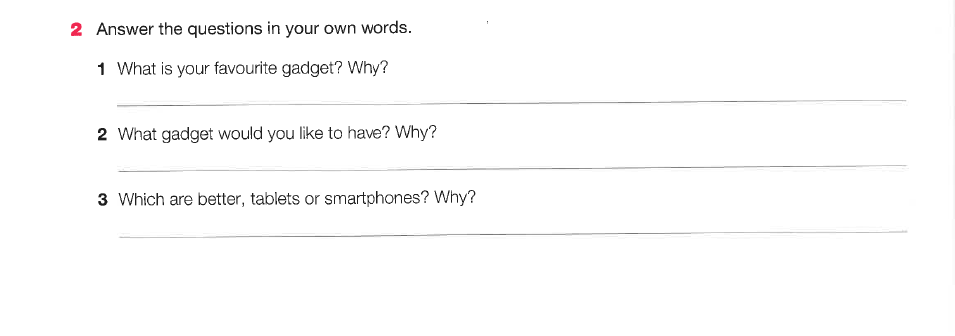 2 Answer the questions in your own words.
1 What is your favourite gadget? Why?
2 What gadget would you like to have? Why?
3 Which are better, tablets or smartphones? Why?